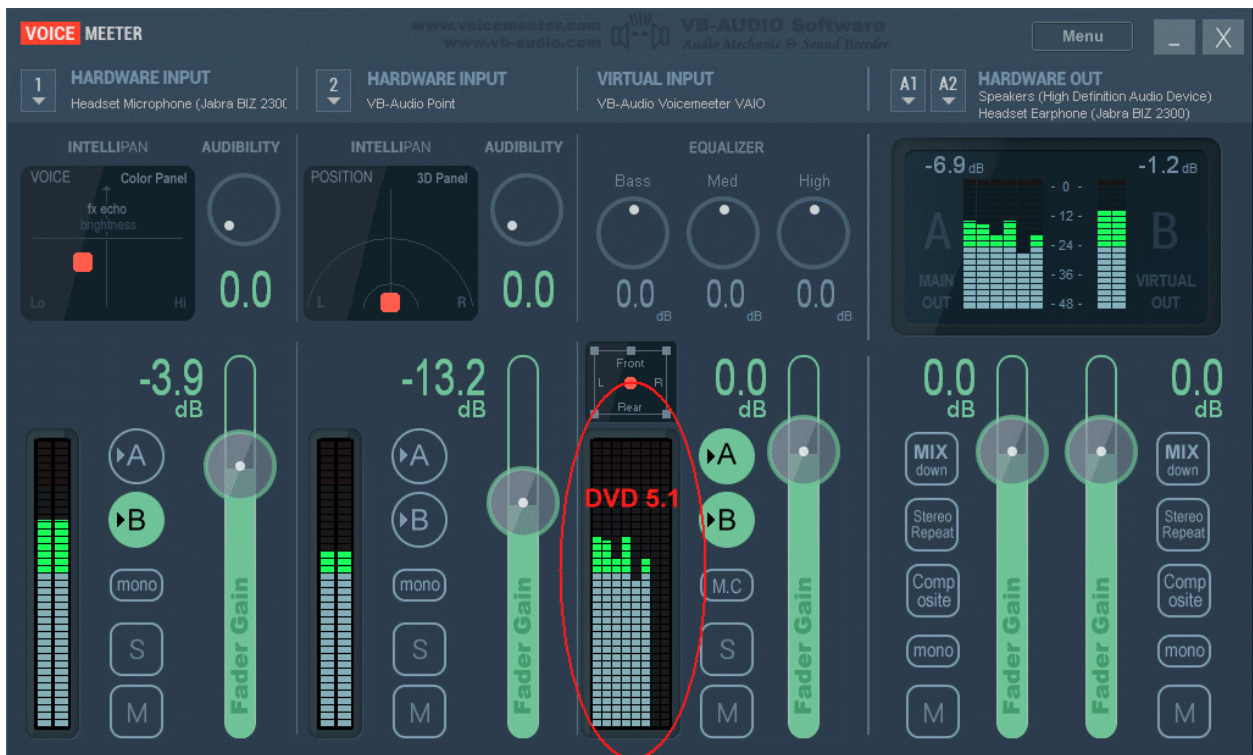 VOICE MEETER
www.voicemeeter.com
www.vb-audio.com
VB-AUDIO Software
Audio Mechanic & Sound Breeder
Menu
_ X
1
HARDWARE INPUT
Headset Microphone (Jabra BIZ 230(
2
HARDWARE INPUT
VB-Audio Point
VIRTUAL INPUT
VB-Audio Voicemeeter VAIO
A1 A2
HARDWARE OUT
Speakers (High Definition Audio Device)
Headset Earphone (Jabra BIZ 2300)
INTELLIPAN AUDIBILITY
VOICE Color Panel
fx echo
brightness
Lo Hi
0.0
INTELLIPAN AUDIBILITY
POSITION 3D Panel
L R
0.0
EQUALIZER
Bass Med High
0.0 0.0 0.0
dB dB dB
-6.9 dB -1.2 dB
- 0 -
- 12 -
- 24 -
- 36 -
- 48 -
A
MAIN
OUT
B
VIRTUAL
OUT
-3.9
dB
A
B
mono
S
M
Fader Gain
-13.2
dB
A
B
mono
S
M
Fader Gain
Front
L R
Rear
DVD 5.1
0.0
dB
A
B
M.C
S
M
Fader Gain
0.0
dB
MIX
down
Stereo
Repeat
Comp
osite
mono
M
Fader Gain
Fader Gain
0.0
dB
MIX
down
Stereo
Repeat
Comp
osite
mono
M